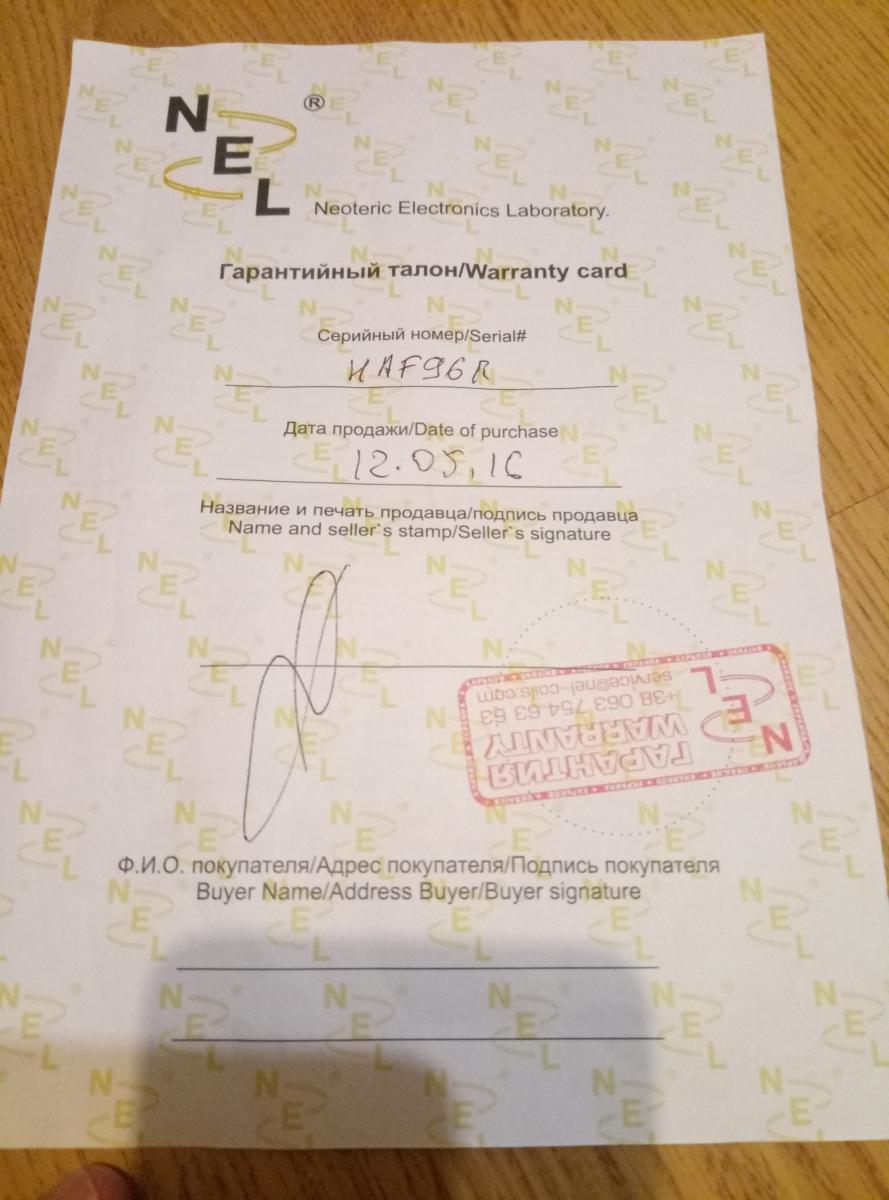 NEL®
Neoteric Electronics Laboratory.
Гарантийный талон/Warranty card
Серийный номер/Serial#
HAF96R
Дата продажи/Date of purchase
12.05.16
Название и печать продавца/подпись продавца
Name and seller`s stamp/Seller`s signature
NEL
ГАРАНТИЯ
WARRANTY
+38 063 754 63 63
service@nel-coils.com
Ф.И.О. покупателя/Адрес покупателя/Подпись покупателя
Buyer Name/Address Buyer/Buyer signature